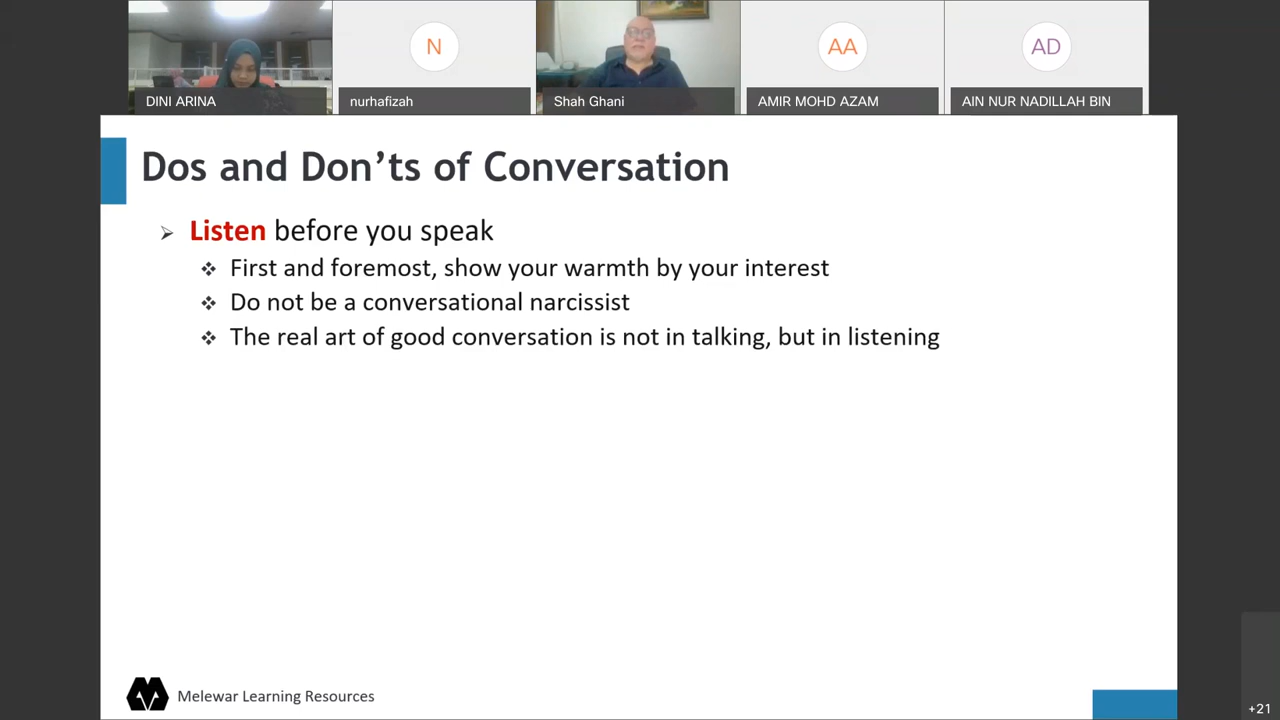 DINI ARINA
N
nurhafizah
Shah Ghani
AA
AMIR MOHD AZAM
AD
AIN NUR NADILLAH BIN
Dos and Don’ts of Conversation
Listen before you speak
First and foremost, show your warmth by your interest
Do not be a conversational narcissist
The real art of good conversation is not in talking, but in listening
Melewar Learning Resources
+21